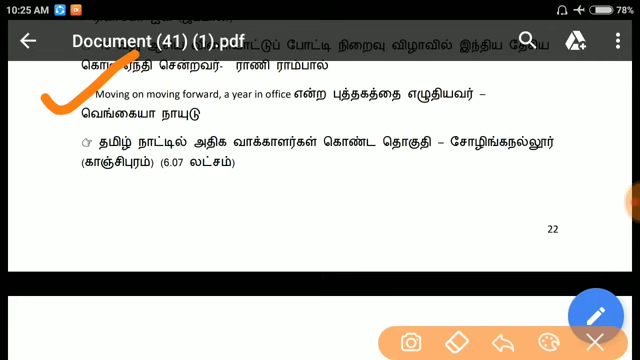 10:25 AM 78%
Document (41) (1).pdf
போட்டி நிறைவு விழாவில் இந்திய தேசிய
சென்றவர்- ராணி ராம்பால்
Moving on moving forward, a year in office என்ற புத்தகத்தை எழுதியவர் –
வெங்கையா நாயுடு
☞ தமிழ் நாட்டில் அதிக வாக்காளர்கள் கொண்ட தொகுதி – சோழிங்கநல்லூர்
(காஞ்சிபுரம்) (6.07 லட்சம்)
22